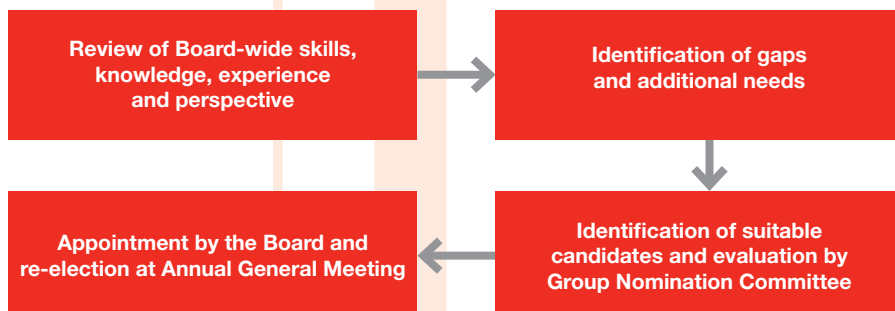 Review of Board-wide skills,
knowledge, experience
and perspective
Identification of gaps
and additional needs
Identification of suitable
candidates and evaluation by
Group Nomination Committee
Appointment by the Board and
re-election at Annual General Meeting